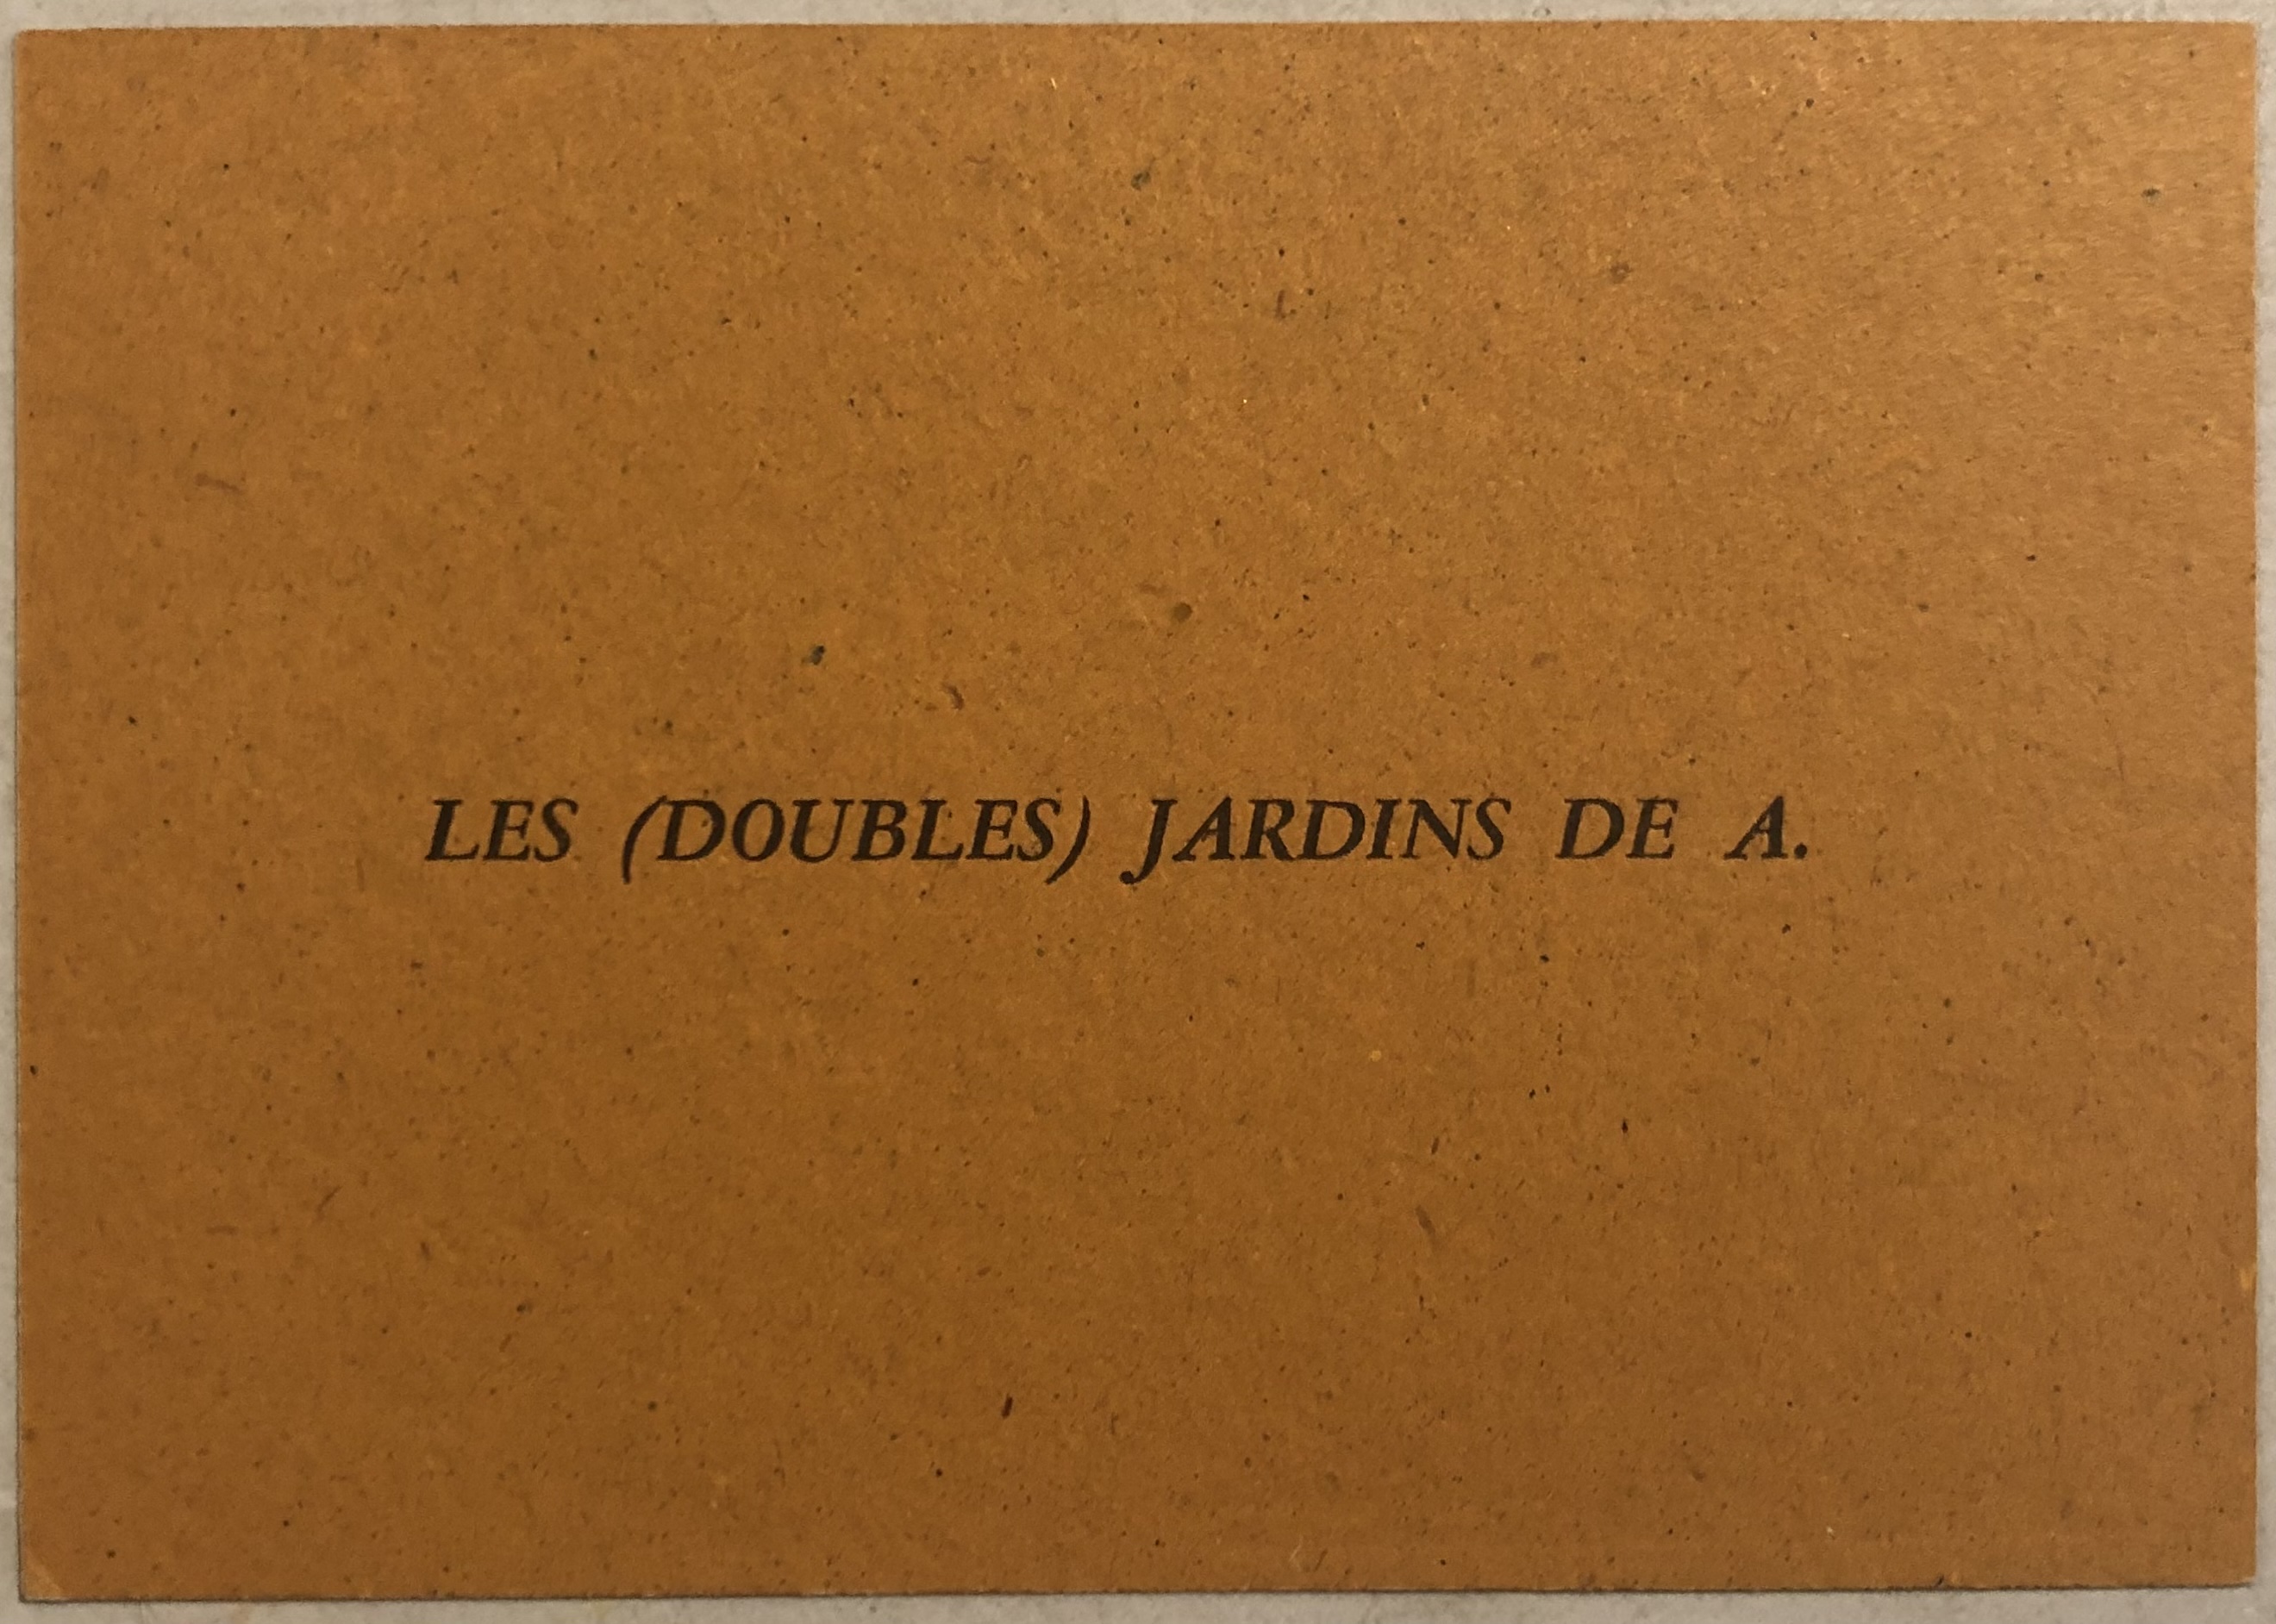 LES (DOUBLES) JARDINS DE A.